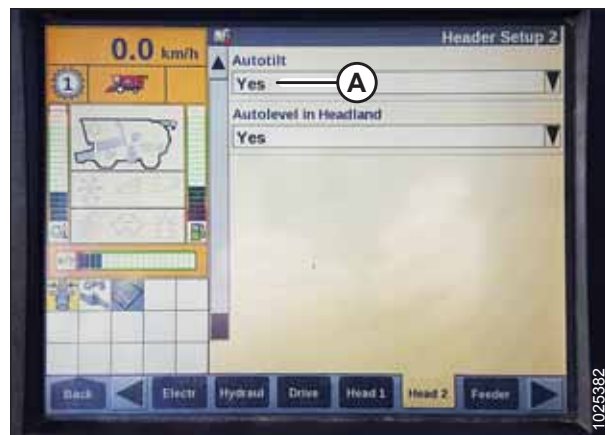 0.0 km/h
1
Header Setup 2
Autotilt
Yes
A
Autolevel in Headland
Yes
Back
Electr
Hydraul
Drive
Head 1
Head 2
Feeder
1025382